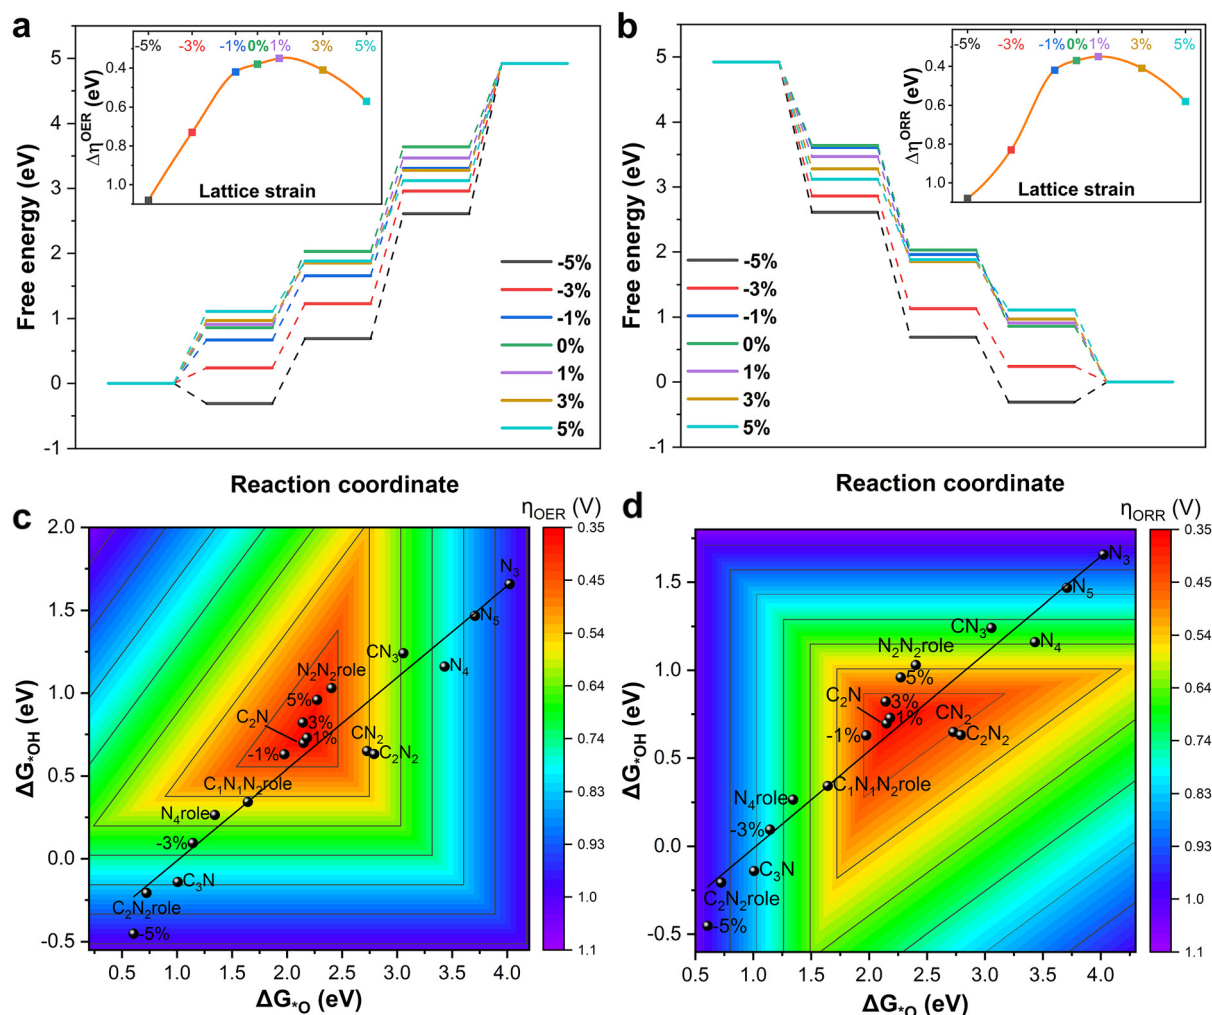 a
Free energy (eV)
5
4
3
2
1
0
-1
-5% -3% -1% 0% 1% 3% 5%
Δη^OER (eV)
0.4
0.6
0.8
1.0
Lattice strain
-5%
-3%
-1%
0%
1%
3%
5%
Reaction coordinate
b
Free energy (eV)
5
4
3
2
1
0
-1
-5% -3% -1% 0% 1% 3% 5%
Δη^ORR (eV)
0.4
0.6
0.8
1.0
Lattice strain
-5%
-3%
-1%
0%
1%
3%
5%
Reaction coordinate
c
ΔG*OH (eV)
2.0
1.5
1.0
0.5
0.0
-0.5
N₃
N₅
CN₃
N₄
N₂N₂role
5%
C₂N
3%
1%
-1%
CN₂
C₂N₂
C₁N₁N₂role
N₄role
-3%
C₃N
C₂N₂role
-5%
0.5 1.0 1.5 2.0 2.5 3.0 3.5 4.0
ΔG*O (eV)
ηOER (V)
0.35
0.45
0.54
0.64
0.74
0.83
0.93
1.0
1.1
d
ΔG*OH (eV)
1.5
1.0
0.5
0.0
-0.5
N₃
N₅
CN₃
N₄
N₂N₂role
5%
C₂N
3%
1%
-1%
CN₂
C₂N₂
C₁N₁N₂role
N₄role
-3%
C₃N
C₂N₂role
-5%
0.5 1.0 1.5 2.0 2.5 3.0 3.5 4.0
ΔG*O (eV)
ηORR (V)
0.35
0.45
0.54
0.64
0.74
0.83
0.93
1.0
1.1